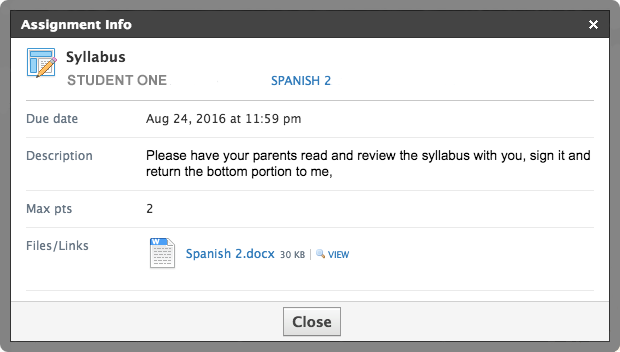 Assignment Info ×
Syllabus
STUDENT ONE SPANISH 2
Due date Aug 24, 2016 at 11:59 pm
Description Please have your parents read and review the syllabus with you, sign it and
return the bottom portion to me,
Max pts 2
Files/Links W Spanish 2.docx 30 KB | VIEW
Close